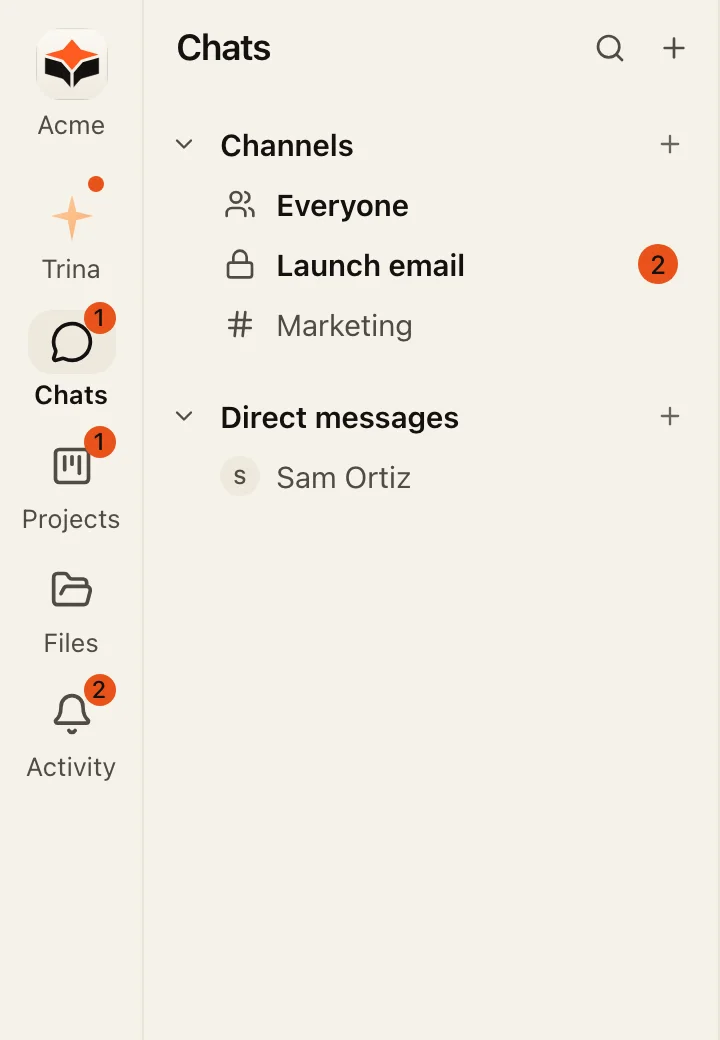 Acme
Trina
1
Chats
1
Projects
Files
2
Activity
Chats
Channels
Everyone
Launch email 2
# Marketing
Direct messages
S Sam Ortiz